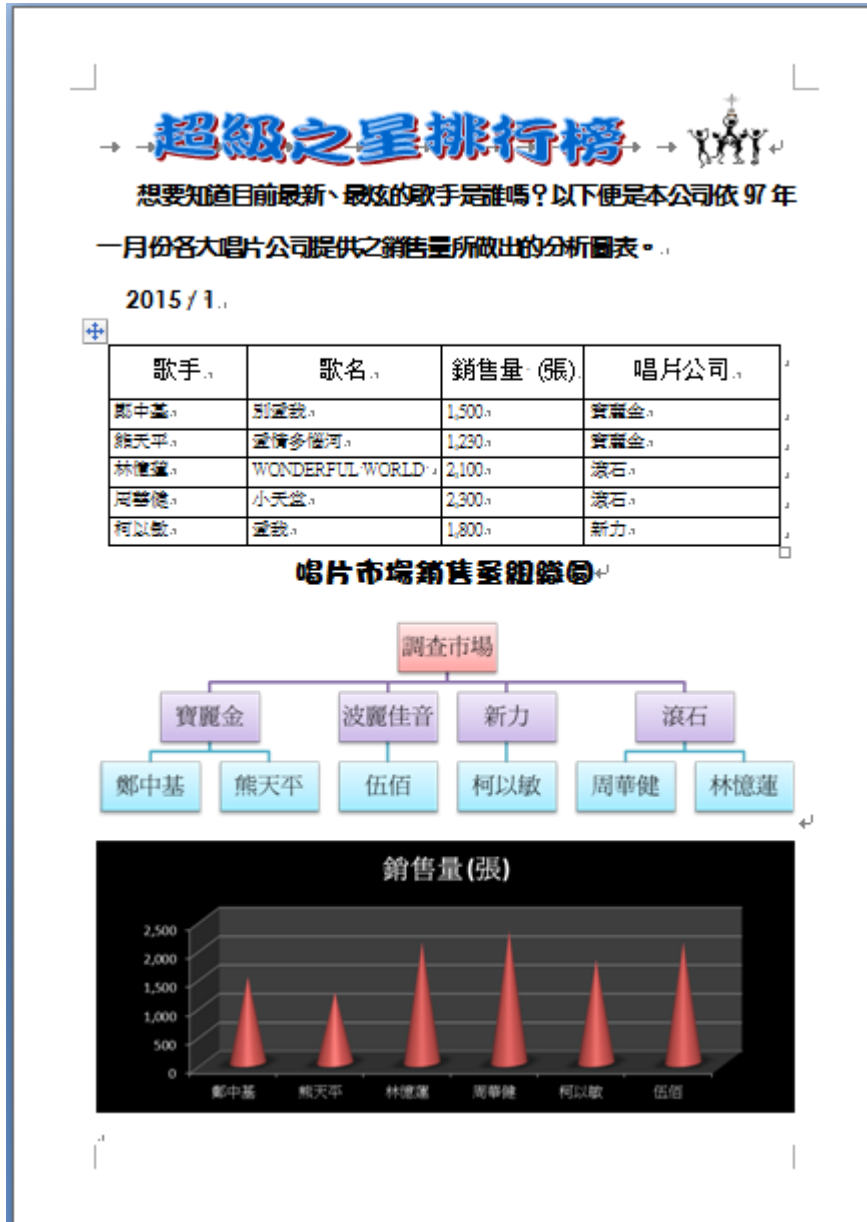 超級之星排行榜
想要知道目前最新、最炫的歌手是誰嗎？以下便是本公司依 97 年
一月份各大唱片公司提供之銷售量所做出的分析圖表。
2015 / 1
歌手 歌名 銷售量 (張) 唱片公司
鄭中基 別愛我 1,500 寶麗金
熊天平 愛情多惱河 1,230 寶麗金
林憶蓮 WONDERFUL WORLD 2,100 滾石
周華健 小天堂 2,300 滾石
柯以敏 愛我 1,800 新力
唱片市場銷售量組織圖
調查市場
寶麗金 波麗佳音 新力 滾石
鄭中基 熊天平 伍佰 柯以敏 周華健 林憶蓮
銷售量(張)
2,500
2,000
1,500
1,000
500
0
鄭中基 熊天平 林憶蓮 周華健 柯以敏 伍佰